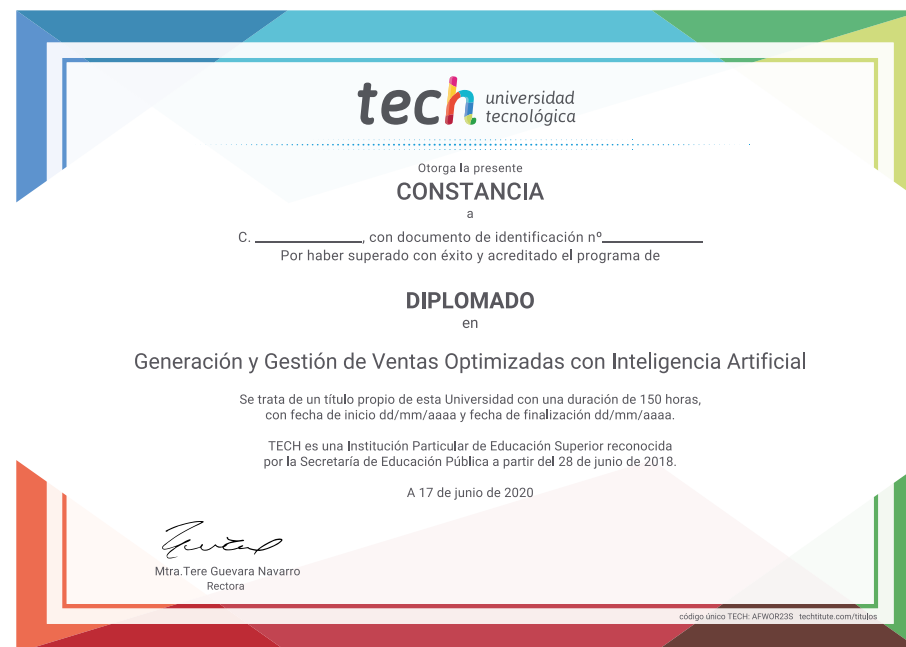 tech universidad
tecnológica
Otorga la presente
CONSTANCIA
a
C. ____________, con documento de identificación nº____________
Por haber superado con éxito y acreditado el programa de
DIPLOMADO
en
Generación y Gestión de Ventas Optimizadas con Inteligencia Artificial
Se trata de un título propio de esta Universidad con una duración de 150 horas,
con fecha de inicio dd/mm/aaaa y fecha de finalización dd/mm/aaaa.
TECH es una Institución Particular de Educación Superior reconocida
por la Secretaría de Educación Pública a partir del 28 de junio de 2018.
A 17 de junio de 2020
Mtra.Tere Guevara Navarro
Rectora
código único TECH: AFWOR23S techtitute.com/titulos